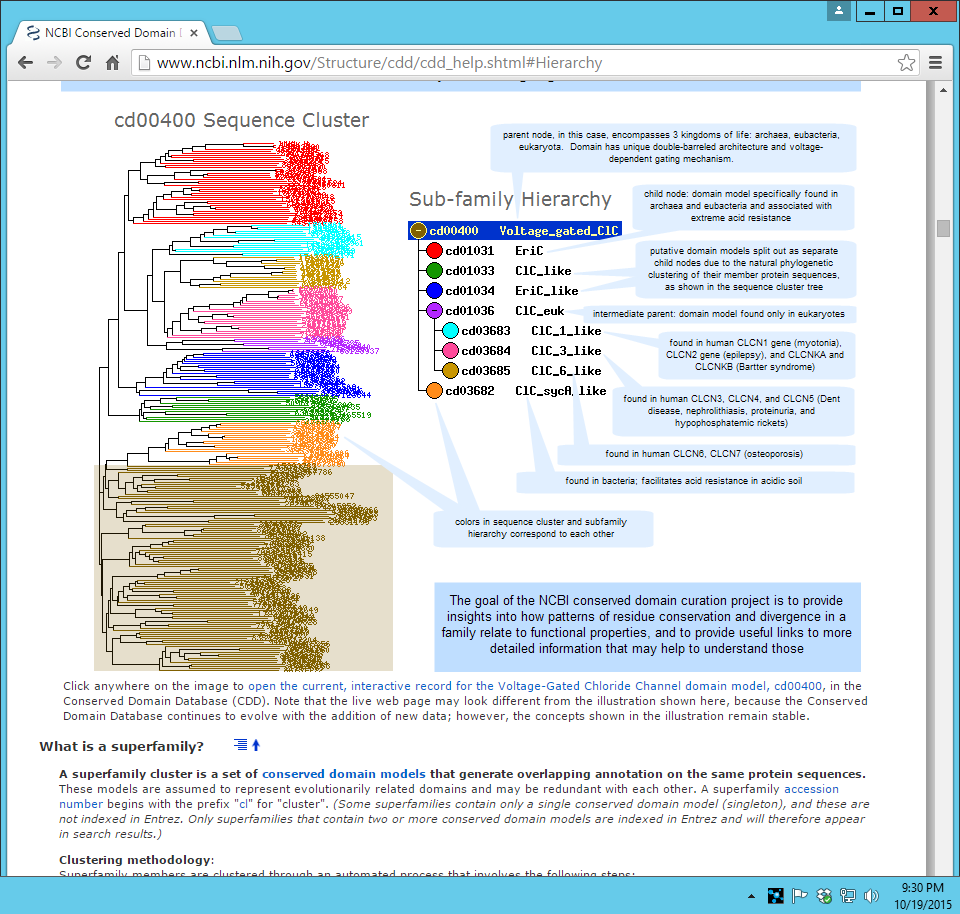 NCBI Conserved Domain
www.ncbi.nlm.nih.gov/Structure/cdd/cdd_help.shtml#Hierarchy
cd00400 Sequence Cluster
parent node, in this case, encompasses 3 kingdoms of life: archaea, eubacteria,
eukaryota. Domain has unique double-barreled architecture and voltage-
dependent gating mechanism.
Sub-family Hierarchy
child node: domain model specifically found in
archaea and eubacteria and associated with
extreme acid resistance
cd00400 Voltage_gated_ClC
cd01031 EriC
cd01033 ClC_like
cd01034 EriC_like
cd01036 ClC_euk
cd03683 ClC_1_like
cd03684 ClC_3_like
cd03685 ClC_6_like
cd03682 ClC_sycA_like
putative domain models split out as separate
child nodes due to the natural phylogenetic
clustering of their member protein sequences,
as shown in the sequence cluster tree
intermediate parent: domain model found only in eukaryotes
found in human CLCN1 gene (myotonia),
CLCN2 gene (epilepsy), and CLCNKA and
CLCNKB (Bartter syndrome)
found in human CLCN3, CLCN4, and CLCN5 (Dent
disease, nephrolithiasis, proteinuria, and
hypophosphatemic rickets)
found in human CLCN6, CLCN7 (osteoporosis)
found in bacteria; facilitates acid resistance in acidic soil
colors in sequence cluster and subfamily
hierarchy correspond to each other
The goal of the NCBI conserved domain curation project is to provide
insights into how patterns of residue conservation and divergence in a
family relate to functional properties, and to provide useful links to more
detailed information that may help to understand those
Click anywhere on the image to open the current, interactive record for the Voltage-Gated Chloride Channel domain model, cd00400, in the
Conserved Domain Database (CDD). Note that the live web page may look different from the illustration shown here, because the Conserved
Domain Database continues to evolve with the addition of new data; however, the concepts shown in the illustration remain stable.
What is a superfamily?
A superfamily cluster is a set of conserved domain models that generate overlapping annotation on the same protein sequences.
These models are assumed to represent evolutionarily related domains and may be redundant with each other. A superfamily accession
number begins with the prefix "cl" for "cluster". (Some superfamilies contain only a single conserved domain model (singleton), and these are
not indexed in Entrez. Only superfamilies that contain two or more conserved domain models are indexed in Entrez and will therefore appear
in search results.)
Clustering methodology:
Superfamily members are clustered through an automated process that involves the following steps:
9:30 PM
10/19/2015